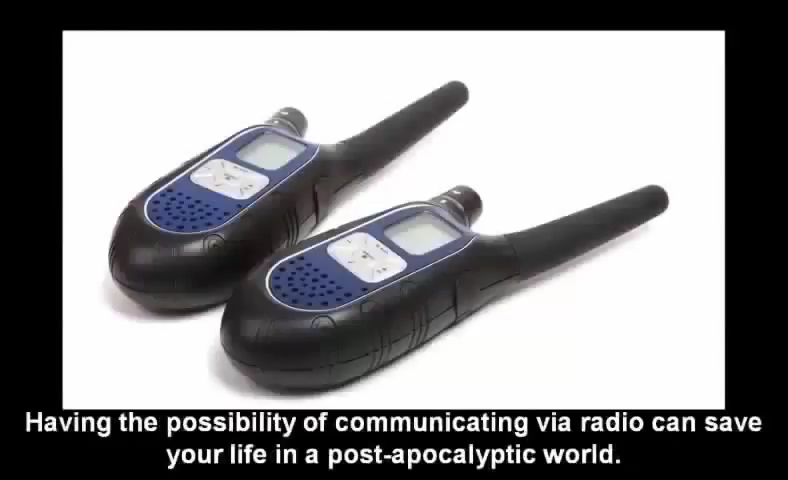 Having the possibility of communicating via radio can save
your life in a post-apocalyptic world.